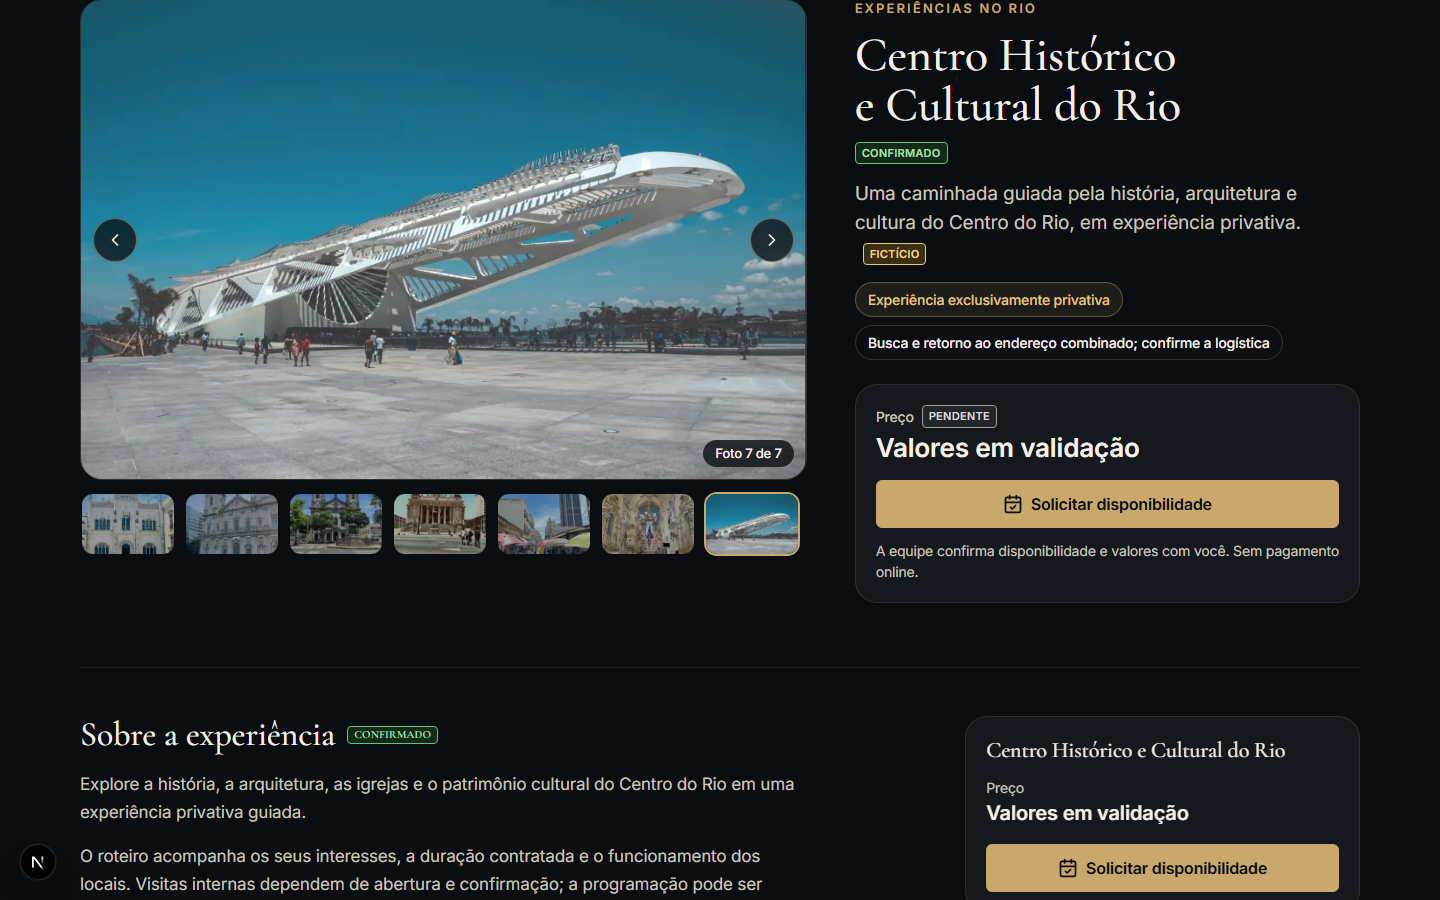 EXPERIÊNCIAS NO RIO
Centro Histórico
e Cultural do Rio
CONFIRMADO
Uma caminhada guiada pela história, arquitetura e
cultura do Centro do Rio, em experiência privativa.
FICTÍCIO
Experiência exclusivamente privativa
Busca e retorno ao endereço combinado; confirme a logística
Foto 7 de 7
Preço PENDENTE
Valores em validação
Solicitar disponibilidade
A equipe confirma disponibilidade e valores com você. Sem pagamento
online.
Sobre a experiência CONFIRMADO
Explore a história, a arquitetura, as igrejas e o patrimônio cultural do Centro do Rio em uma
experiência privativa guiada.
O roteiro acompanha os seus interesses, a duração contratada e o funcionamento dos
locais. Visitas internas dependem de abertura e confirmação; a programação pode ser
Centro Histórico e Cultural do Rio
Preço
Valores em validação
Solicitar disponibilidade
N